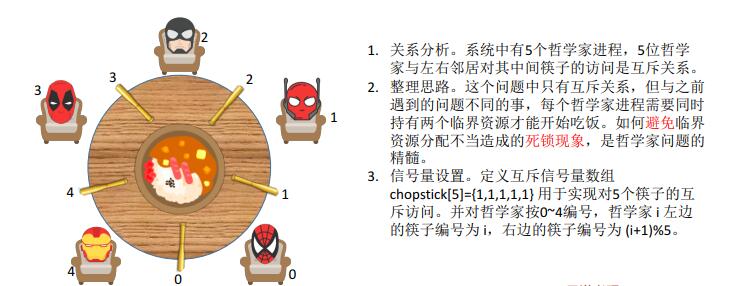 2
3
3
2
1
4
1
4
0
0
1. 关系分析。系统中有5个哲学家进程，5位哲学
家与左右邻居对其中间筷子的访问是互斥关系。
2. 整理思路。这个问题中只有互斥关系，但与之前
遇到的问题不同的事，每个哲学家进程需要同时
持有两个临界资源才能开始吃饭。如何避免临界
资源分配不当造成的死锁现象，是哲学家问题的
精髓。
3. 信号量设置。定义互斥信号量数组
chopstick[5]={1,1,1,1,1} 用于实现对5个筷子的互
斥访问。并对哲学家按0~4编号，哲学家 i 左边
的筷子编号为 i，右边的筷子编号为 (i+1)%5。